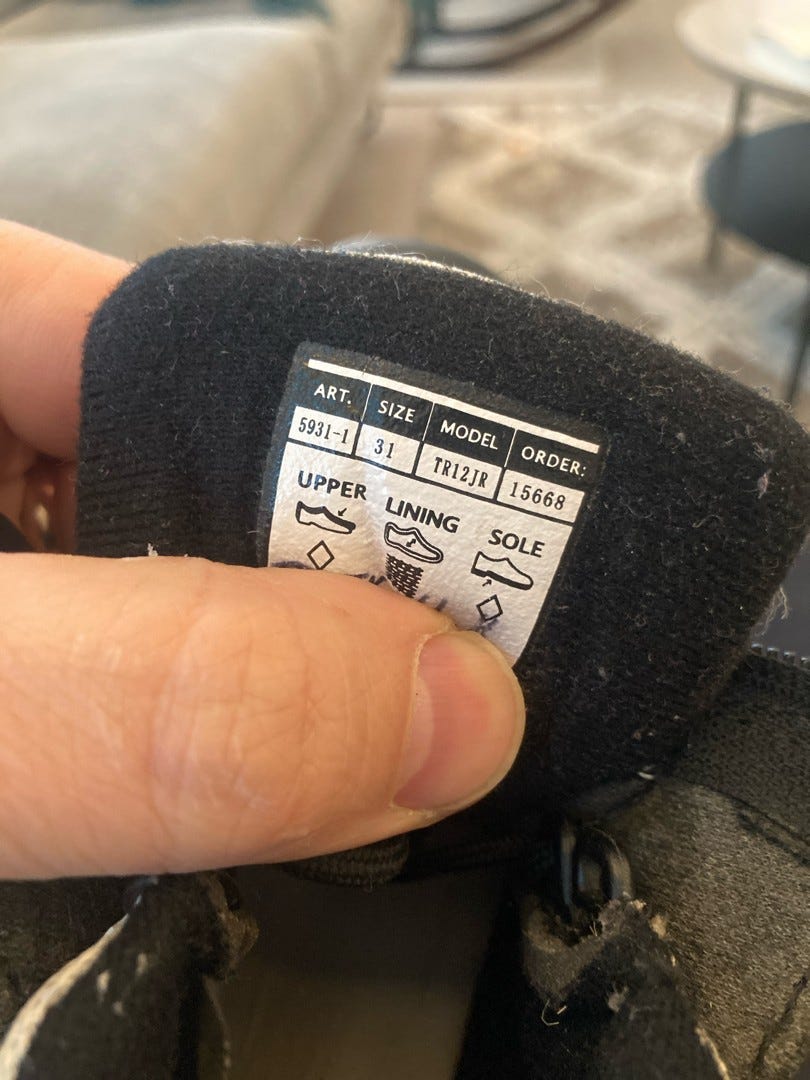 ART. SIZE MODEL ORDER:
5931-1 31 TR12JR 15668
UPPER LINING SOLE